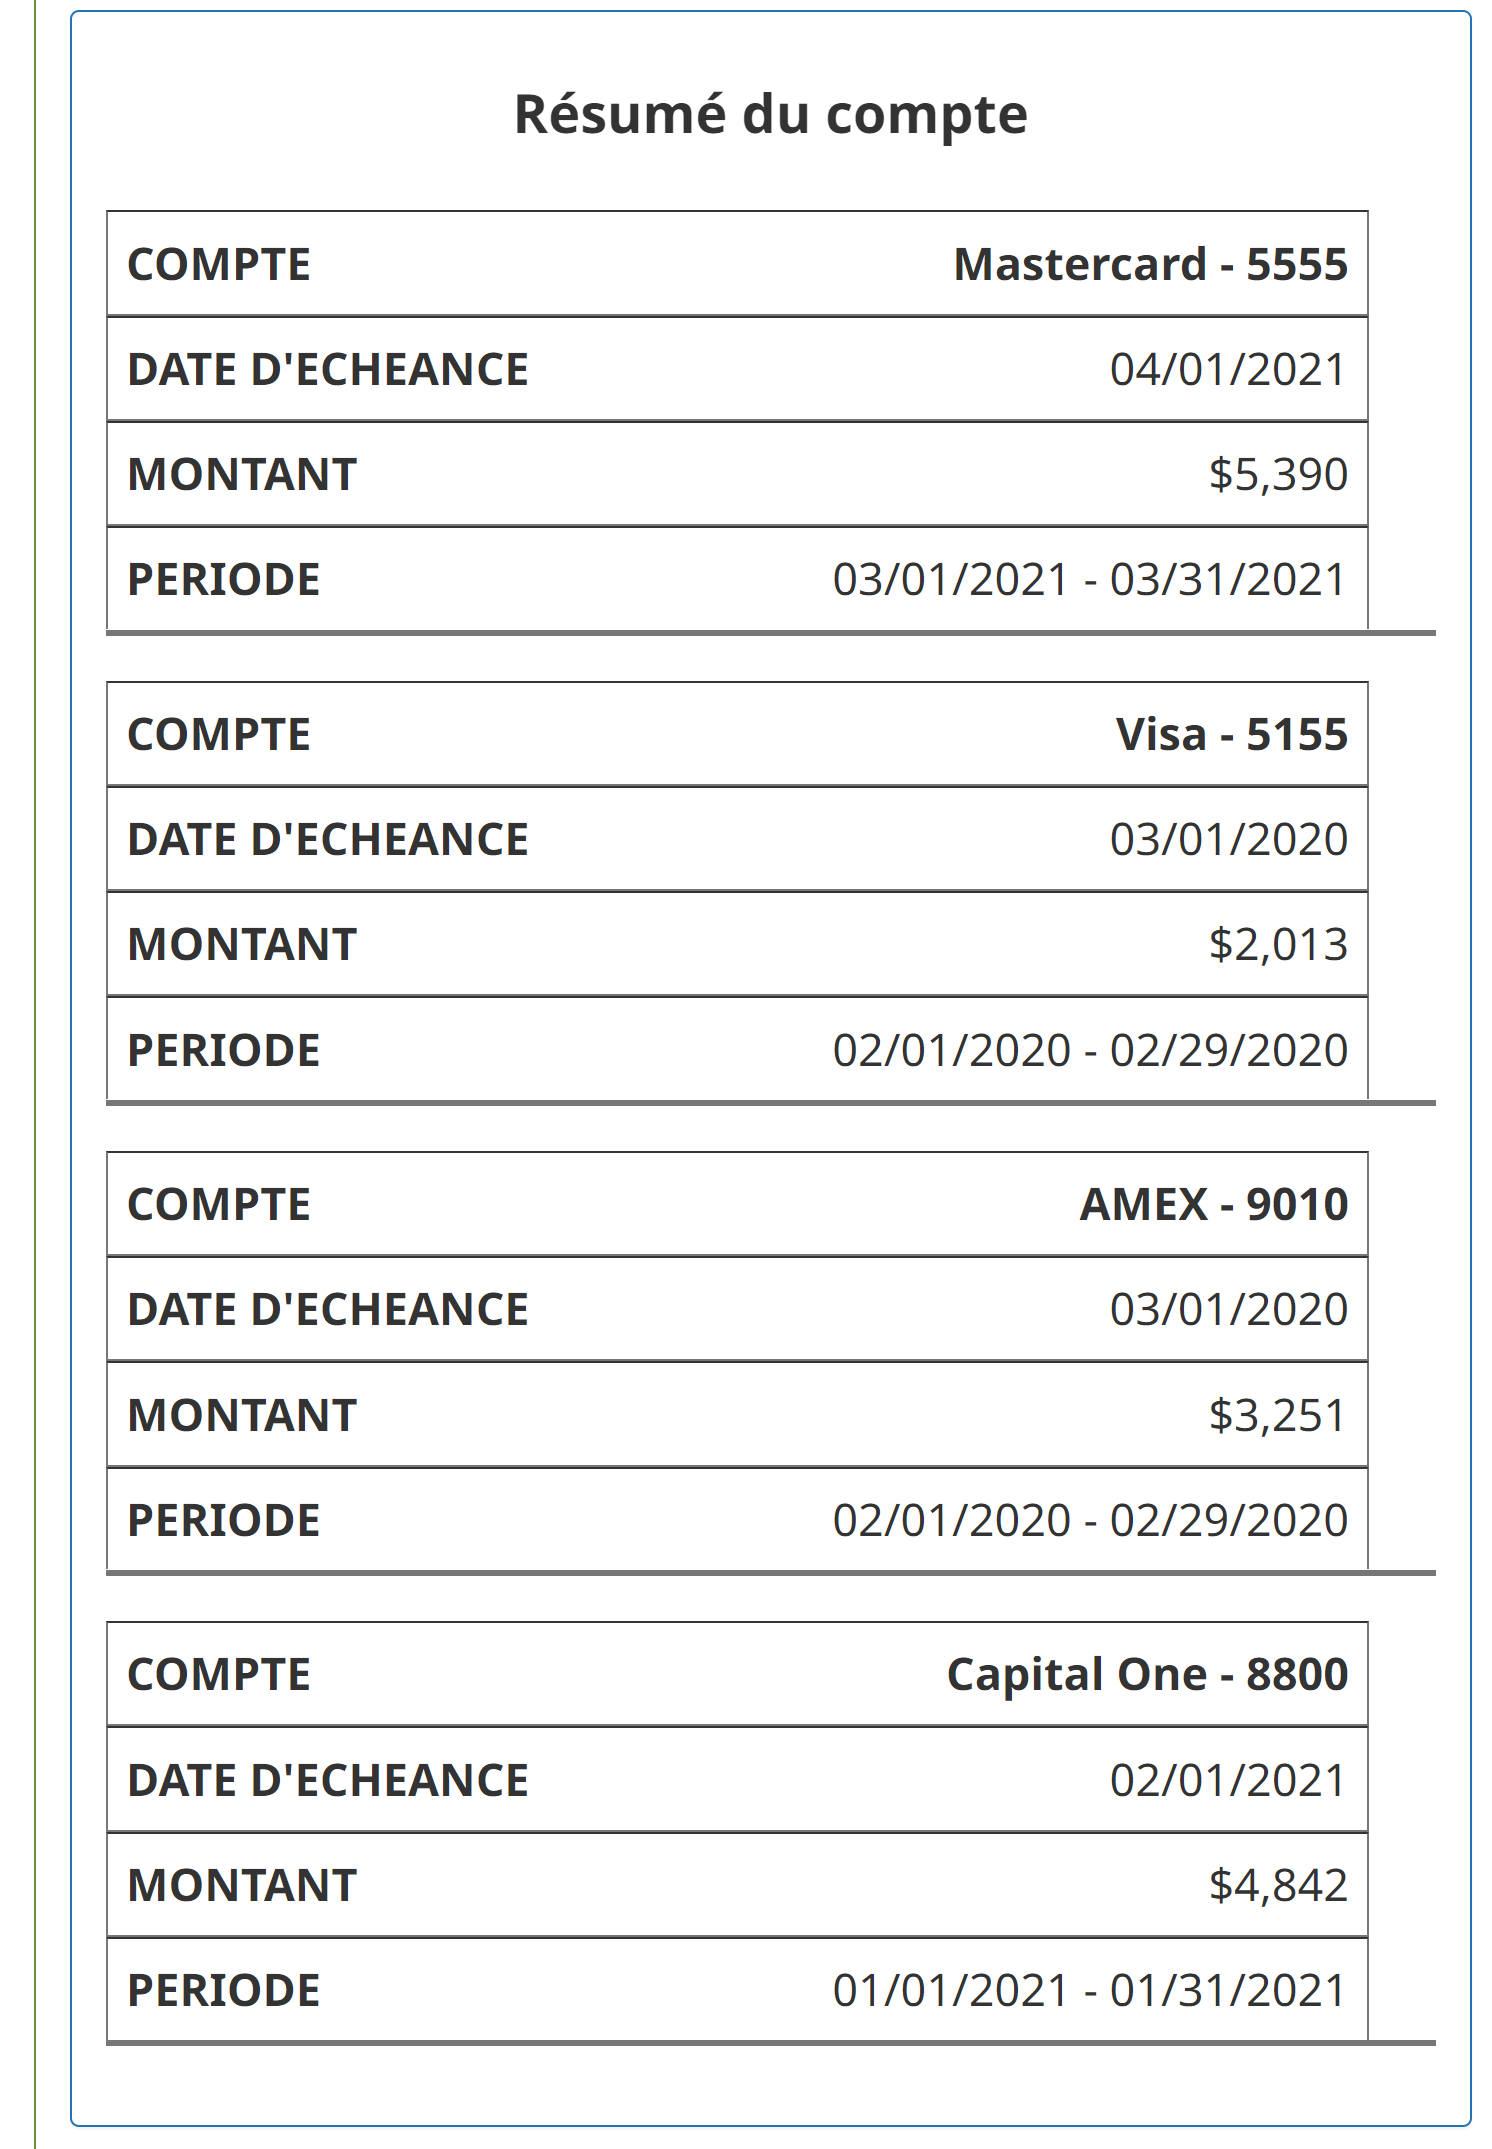 Résumé du compte
COMPTE Mastercard - 5555
DATE D'ECHEANCE 04/01/2021
MONTANT $5,390
PERIODE 03/01/2021 - 03/31/2021
COMPTE Visa - 5155
DATE D'ECHEANCE 03/01/2020
MONTANT $2,013
PERIODE 02/01/2020 - 02/29/2020
COMPTE AMEX - 9010
DATE D'ECHEANCE 03/01/2020
MONTANT $3,251
PERIODE 02/01/2020 - 02/29/2020
COMPTE Capital One - 8800
DATE D'ECHEANCE 02/01/2021
MONTANT $4,842
PERIODE 01/01/2021 - 01/31/2021